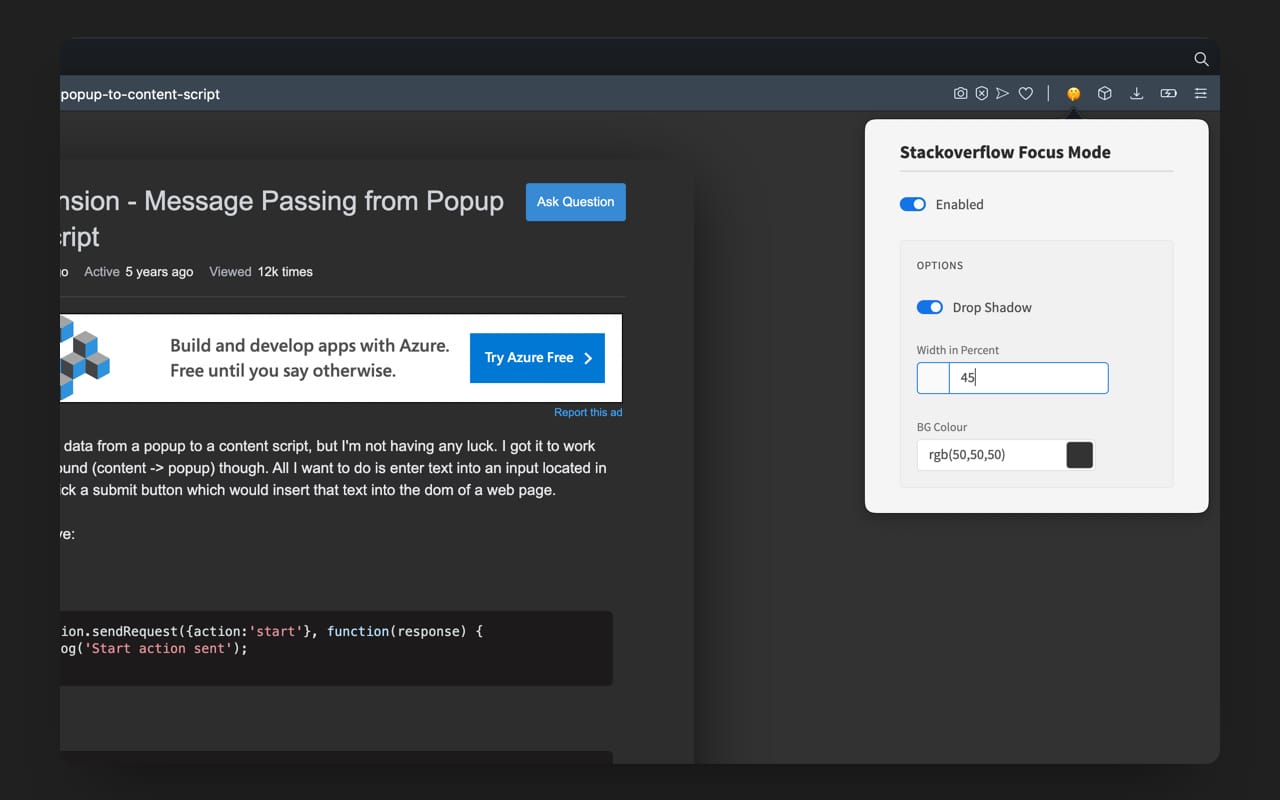 popup-to-content-script
nsion - Message Passing from Popup
cript
Ask Question
go Active 5 years ago Viewed 12k times
Build and develop apps with Azure.
Free until you say otherwise.
Try Azure Free
Report this ad
data from a popup to a content script, but I'm not having any luck. I got it to work
ound (content -> popup) though. All I want to do is enter text into an input located in
ick a submit button which would insert that text into the dom of a web page.
ve:
ion.sendRequest({action:'start'}, function(response) {
og('Start action sent');
Stackoverflow Focus Mode
Enabled
OPTIONS
Drop Shadow
Width in Percent
45
BG Colour
rgb(50,50,50)